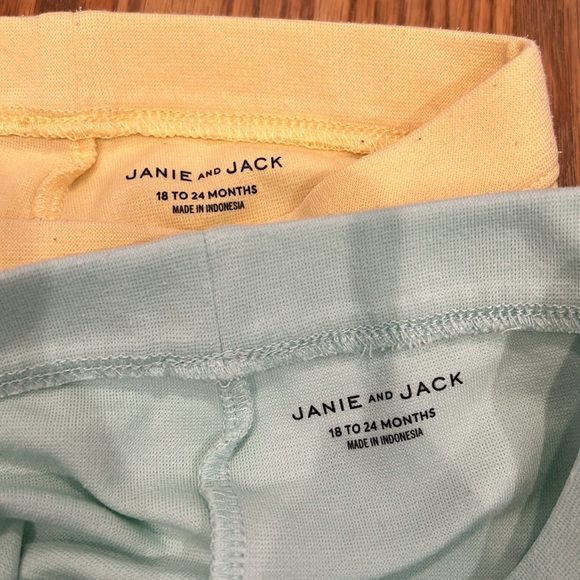 JANIE AND JACK
18 TO 24 MONTHS
MADE IN INDONESIA
JANIE AND JACK
18 TO 24 MONTHS
MADE IN INDONESIA